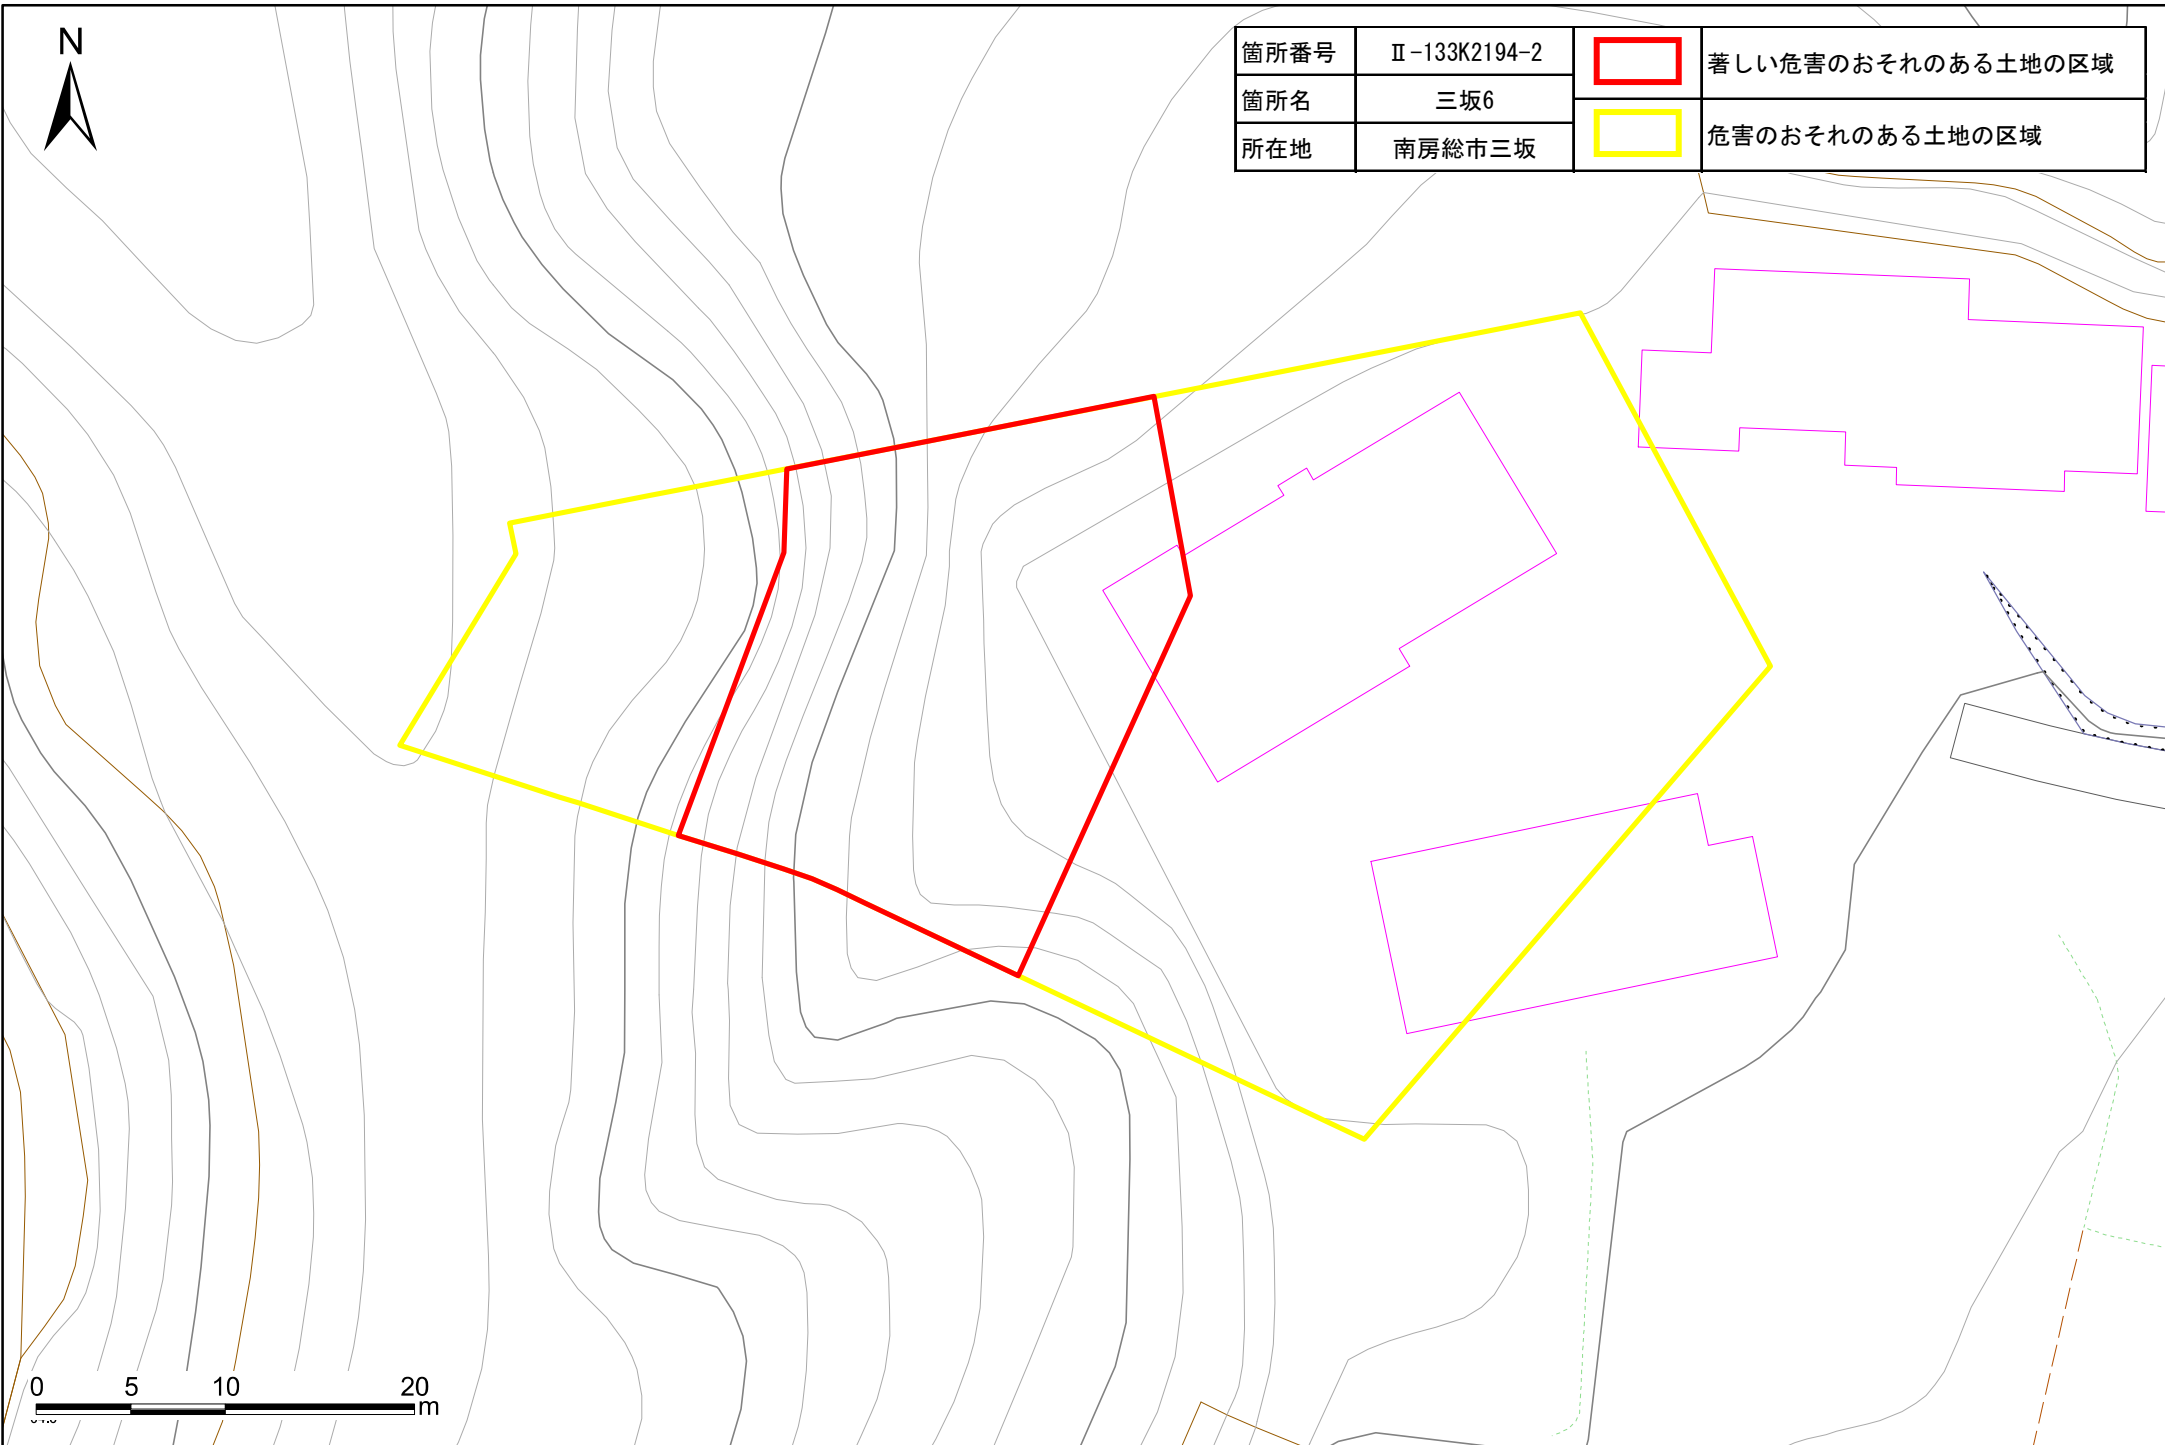 N
箇所番号 Ⅱ-133K2194-2
箇所名 三坂6
所在地 南房総市三坂
著しい危害のおそれのある土地の区域
危害のおそれのある土地の区域
0 5 10 20
m